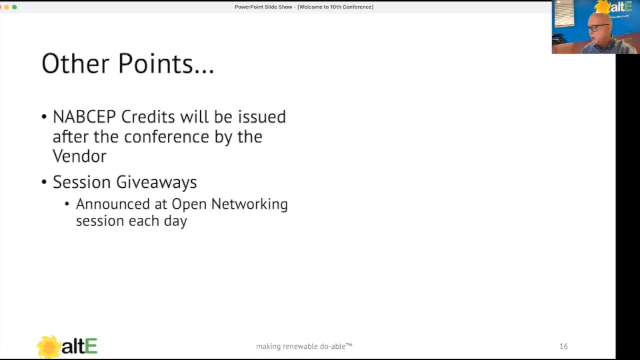 PowerPoint Slide Show - [Welcome to 10th Conference]
altE
Other Points...
• NABCEP Credits will be issued
after the conference by the
Vendor
• Session Giveaways
• Announced at Open Networking
session each day
altE
making renewable do-able™
16